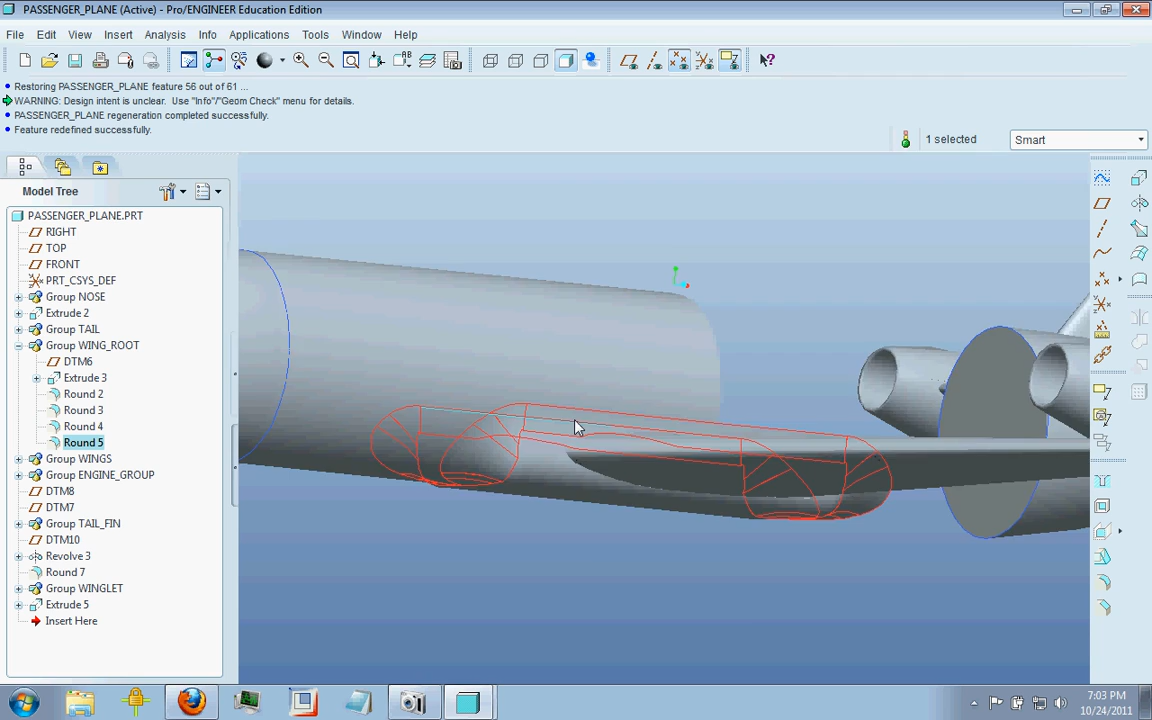 PASSENGER_PLANE (Active) - Pro/ENGINEER Education Edition
File Edit View Insert Analysis Info Applications Tools Window Help
Restoring PASSENGER_PLANE feature 56 out of 61 ...
WARNING: Design intent is unclear. Use "Info"/"Geom Check" menu for details.
PASSENGER_PLANE regeneration completed successfully.
Feature redefined successfully.
1 selected
Smart
Model Tree
PASSENGER_PLANE.PRT
RIGHT
TOP
FRONT
PRT_CSYS_DEF
Group NOSE
Extrude 2
Group TAIL
Group WING_ROOT
DTM6
Extrude 3
Round 2
Round 3
Round 4
Round 5
Group WINGS
Group ENGINE_GROUP
DTM8
DTM7
Group TAIL_FIN
DTM10
Revolve 3
Round 7
Group WINGLET
Extrude 5
Insert Here
7:03 PM
10/24/2011